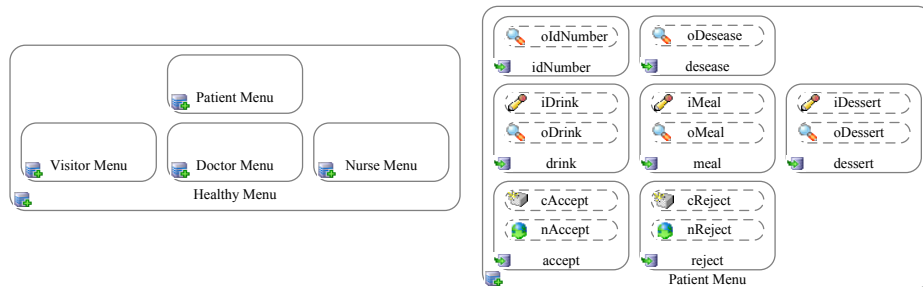 Patient Menu
Visitor Menu
Doctor Menu
Nurse Menu
Healthy Menu
oIdNumber
idNumber
oDesease
desease
iDrink
oDrink
drink
iMeal
oMeal
meal
iDessert
oDessert
dessert
cAccept
nAccept
accept
cReject
nReject
reject
Patient Menu